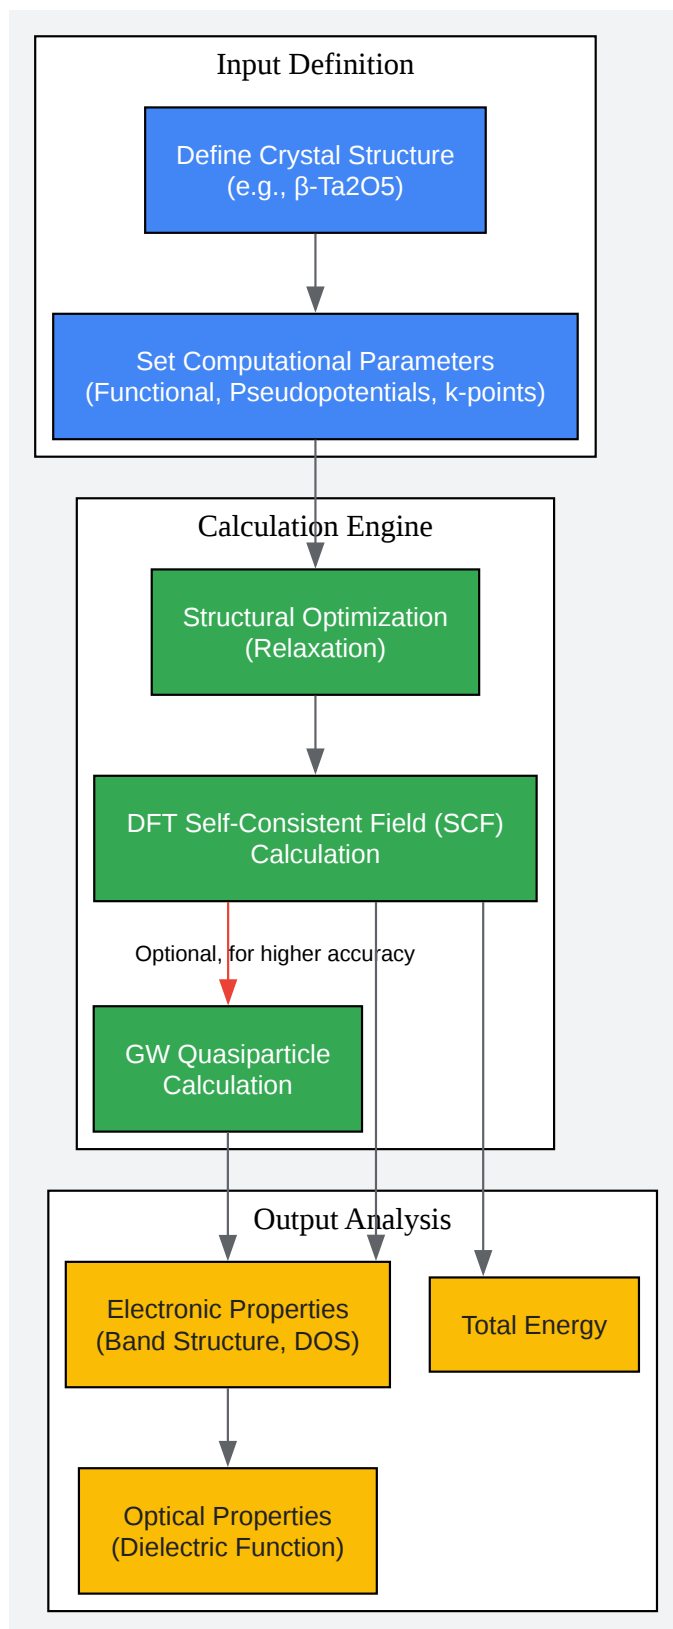 Input Definition
Define Crystal Structure
(e.g., β-Ta2O5)
Set Computational Parameters
(Functional, Pseudopotentials, k-points)
Calculation Engine
Structural Optimization
(Relaxation)
DFT Self-Consistent Field (SCF)
Calculation
Optional, for higher accuracy
GW Quasiparticle
Calculation
Output Analysis
Electronic Properties
(Band Structure, DOS)
Total Energy
Optical Properties
(Dielectric Function)